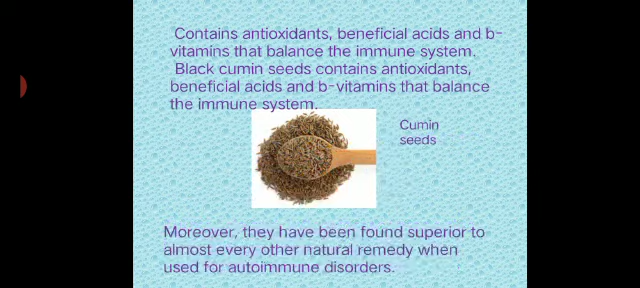 Contains antioxidants, beneficial acids and b-
vitamins that balance the immune system.
Black cumin seeds contains antioxidants,
beneficial acids and b-vitamins that balance
the immune system.
Cumin
seeds
Moreover, they have been found superior to
almost every other natural remedy when
used for autoimmune disorders.